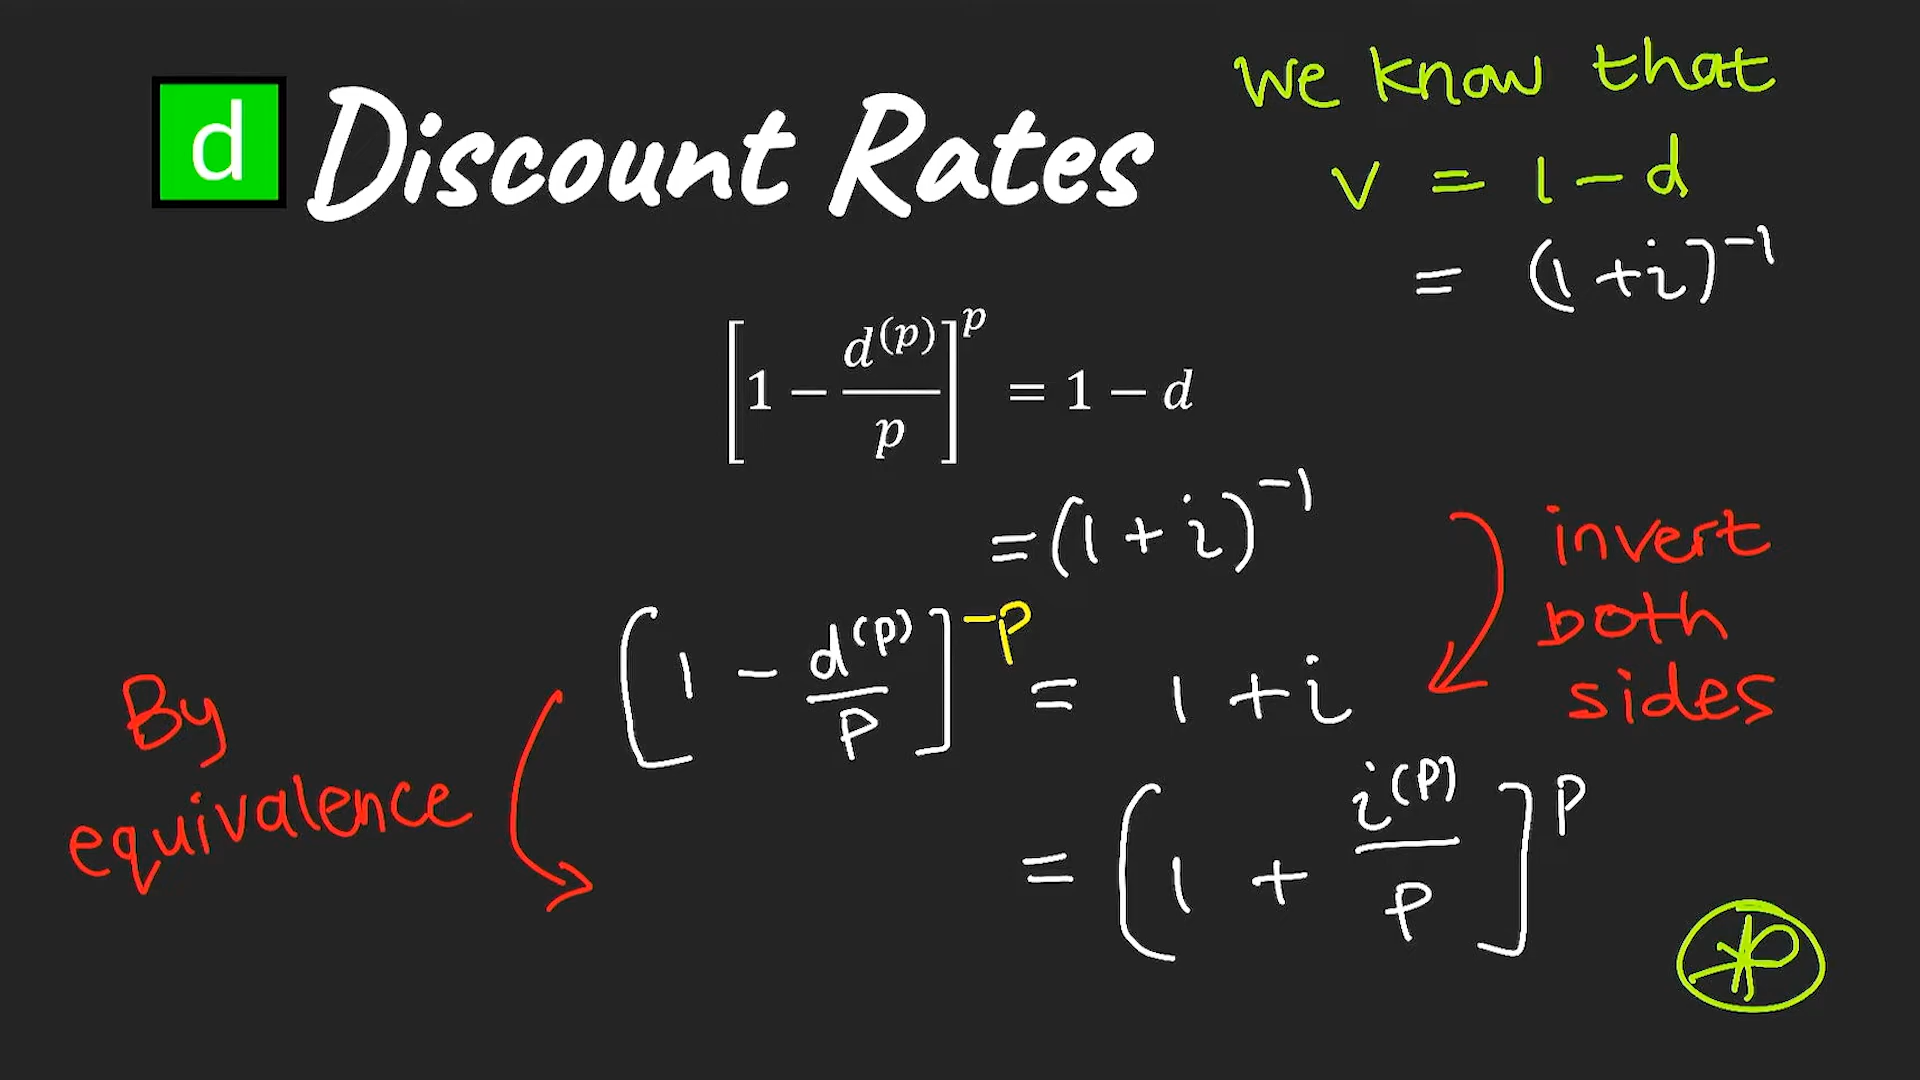 d Discount Rates
We know that
v = 1 - d
= (1 + i)^-1
[1 - d^(p)/p]^p = 1 - d
= (1 + i)^-1
invert
both
sides
[1 - d^(p)/p]^-p = 1 + i
By
equivalence
= [1 + i^(p)/p]^p